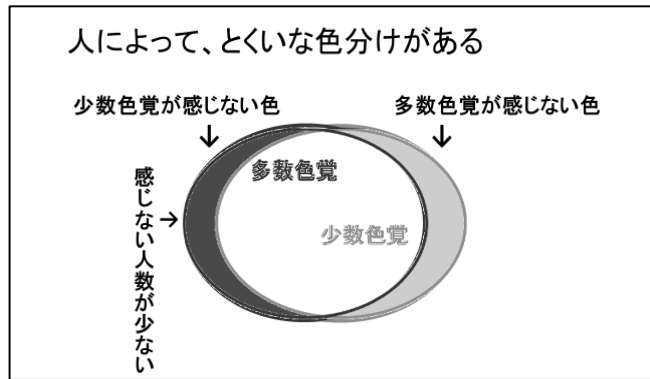 人によって、とくいな色分けがある
少数色覚が感じない色
多数色覚が感じない色
↓
↓
多数色覚
感じない人数が少ない
→
少数色覚